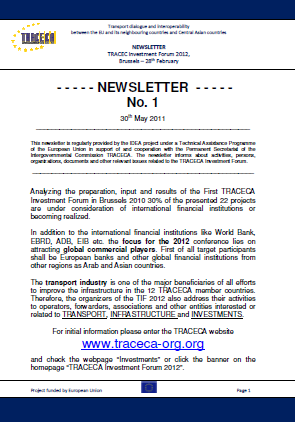 Transport dialogue and interoperability
between the EU and its neighbouring countries and Central Asian countries
TRACECA
NEWSLETTER
TRACEC Investment Forum 2012,
Brussels – 28th February
- - - - - NEWSLETTER - - - - -
No. 1
30th May 2011
This newsletter is regularly provided by the IDEA project under a Technical Assistance Programme
of the European Union in support of and cooperation with the Permanent Secretariat of the
Intergovernmental Commission TRACECA. The newsletter informs about activities, persons,
organisations, documents and other relevant issues related to the TRACECA Investment Forum.
Analyzing the preparation, input and results of the First TRACECA
Investment Forum in Brussels 2010 30% of the presented 22 projects
are under consideration of international financial institutions or
becoming realized.
In addition to the international financial institutions like World Bank,
EBRD, ADB, EIB etc. the focus for the 2012 conference lies on
attracting global commercial players. First of all target participants
shall be European banks and other global financial institutions from
other regions as Arab and Asian countries.
The transport industry is one of the major beneficiaries of all efforts
to improve the infrastructure in the 12 TRACECA member countries.
Therefore, the organizers of the TIF 2012 also address their activities
to operators, forwarders, associations and other entities interested or
related to TRANSPORT, INFRASTRUCTURE and INVESTMENTS.
For initial information please enter the TRACECA website
www.traceca-org.org
and check the webpage “Investments” or click the banner on the
homepage “TRACECA Investment Forum 2012”.
Project funded by European Union
Page 1